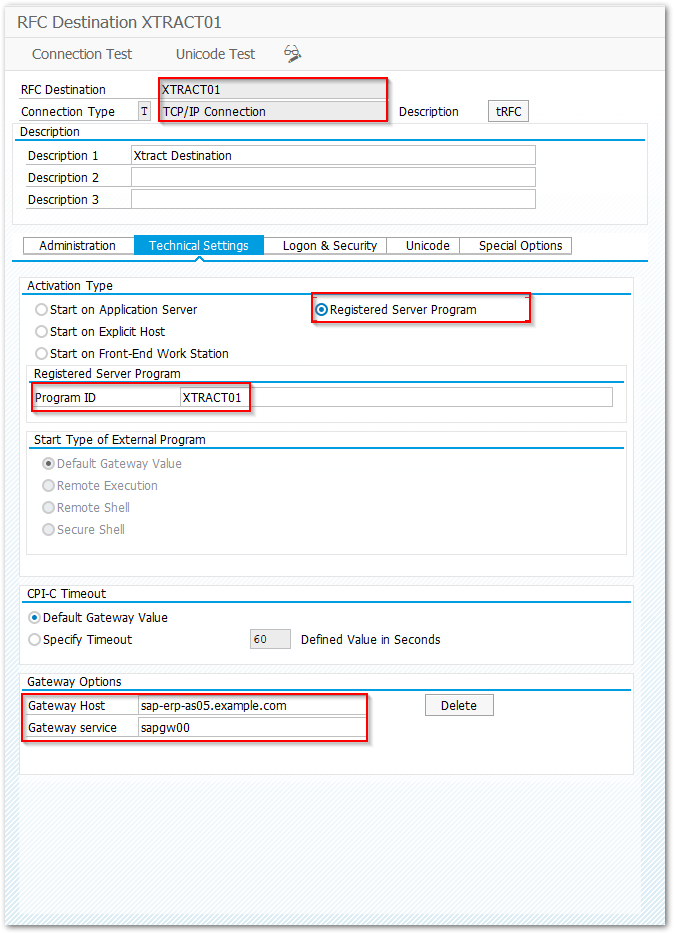 RFC Destination XTRACT01
Connection Test Unicode Test
RFC Destination XTRACT01
Connection Type T TCP/IP Connection Description tRFC
Description
Description 1 Xtract Destination
Description 2
Description 3
Administration Technical Settings Logon & Security Unicode Special Options
Activation Type
Start on Application Server Registered Server Program
Start on Explicit Host
Start on Front-End Work Station
Registered Server Program
Program ID XTRACT01
Start Type of External Program
Default Gateway Value
Remote Execution
Remote Shell
Secure Shell
CPI-C Timeout
Default Gateway Value
Specify Timeout 60 Defined Value in Seconds
Gateway Options
Gateway Host sap-erp-as05.example.com Delete
Gateway service sapgw00